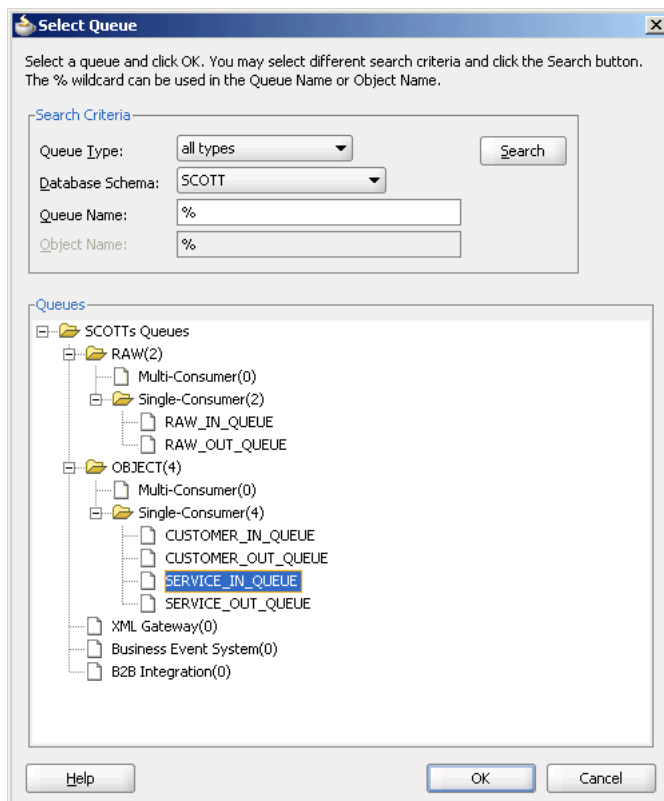 Select Queue
Select a queue and click OK. You may select different search criteria and click the Search button.
The % wildcard can be used in the Queue Name or Object Name.
Search Criteria
Queue Type: all types Search
Database Schema: SCOTT
Queue Name: %
Object Name: %
Queues
SCOTTs Queues
RAW(2)
Multi-Consumer(0)
Single-Consumer(2)
RAW_IN_QUEUE
RAW_OUT_QUEUE
OBJECT(4)
Multi-Consumer(0)
Single-Consumer(4)
CUSTOMER_IN_QUEUE
CUSTOMER_OUT_QUEUE
SERVICE_IN_QUEUE
SERVICE_OUT_QUEUE
XML Gateway(0)
Business Event System(0)
B2B Integration(0)
Help OK Cancel